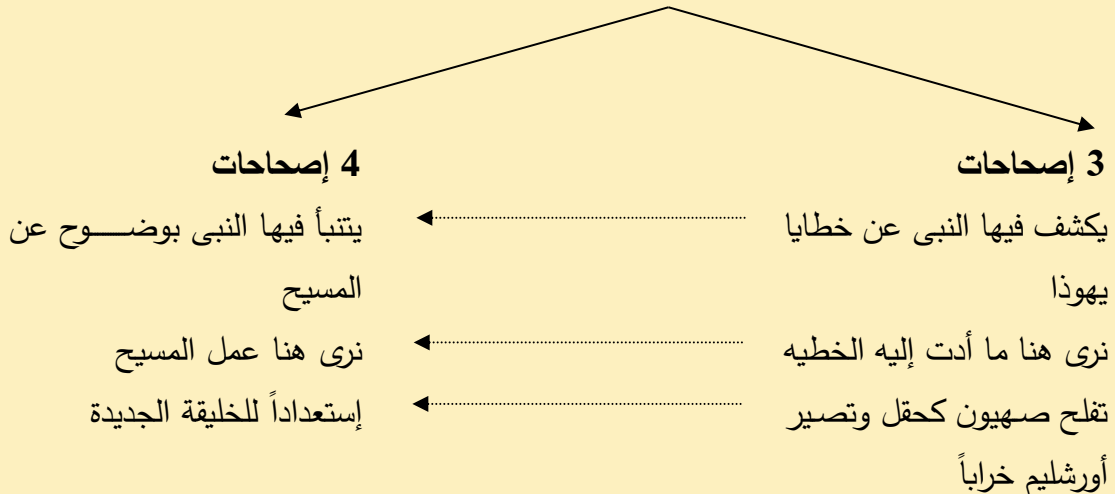 3 إصحاحات
يكشف فيها النبى عن خطايا
يهوذا
نرى هنا ما أدت إليه الخطيه
تفلح صهيون كحقل وتصير
أورشليم خراباً
4 إصحاحات
يتنبأ فيها النبى بوضوح عن
المسيح
نرى هنا عمل المسيح
إستعداداً للخليقة الجديدة